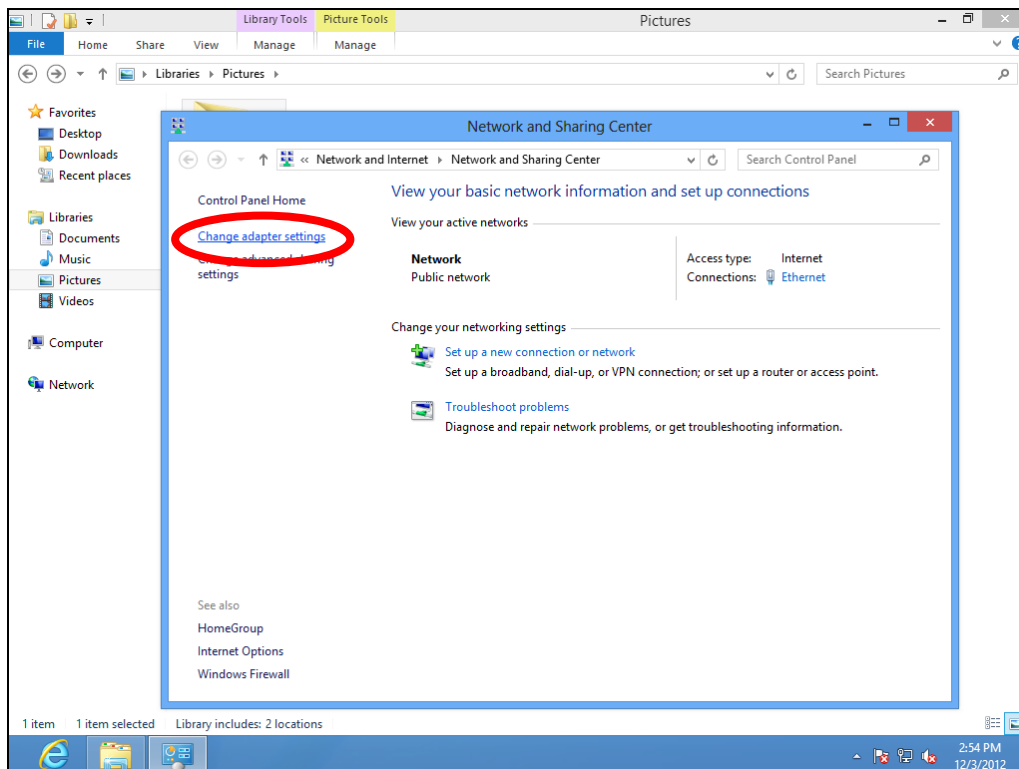 Library Tools Picture Tools Pictures
File Home Share View Manage Manage
Libraries Pictures Search Pictures
Favorites
Desktop
Downloads
Recent places
Libraries
Documents
Music
Pictures
Videos
Computer
Network
Network and Sharing Center
« Network and Internet Network and Sharing Center Search Control Panel
Control Panel Home
Change adapter settings
Change advanced sharing
settings
View your basic network information and set up connections
View your active networks
Network
Public network
Access type: Internet
Connections: Ethernet
Change your networking settings
Set up a new connection or network
Set up a broadband, dial-up, or VPN connection; or set up a router or access point.
Troubleshoot problems
Diagnose and repair network problems, or get troubleshooting information.
See also
HomeGroup
Internet Options
Windows Firewall
1 item 1 item selected Library includes: 2 locations
2:54 PM
12/3/2012